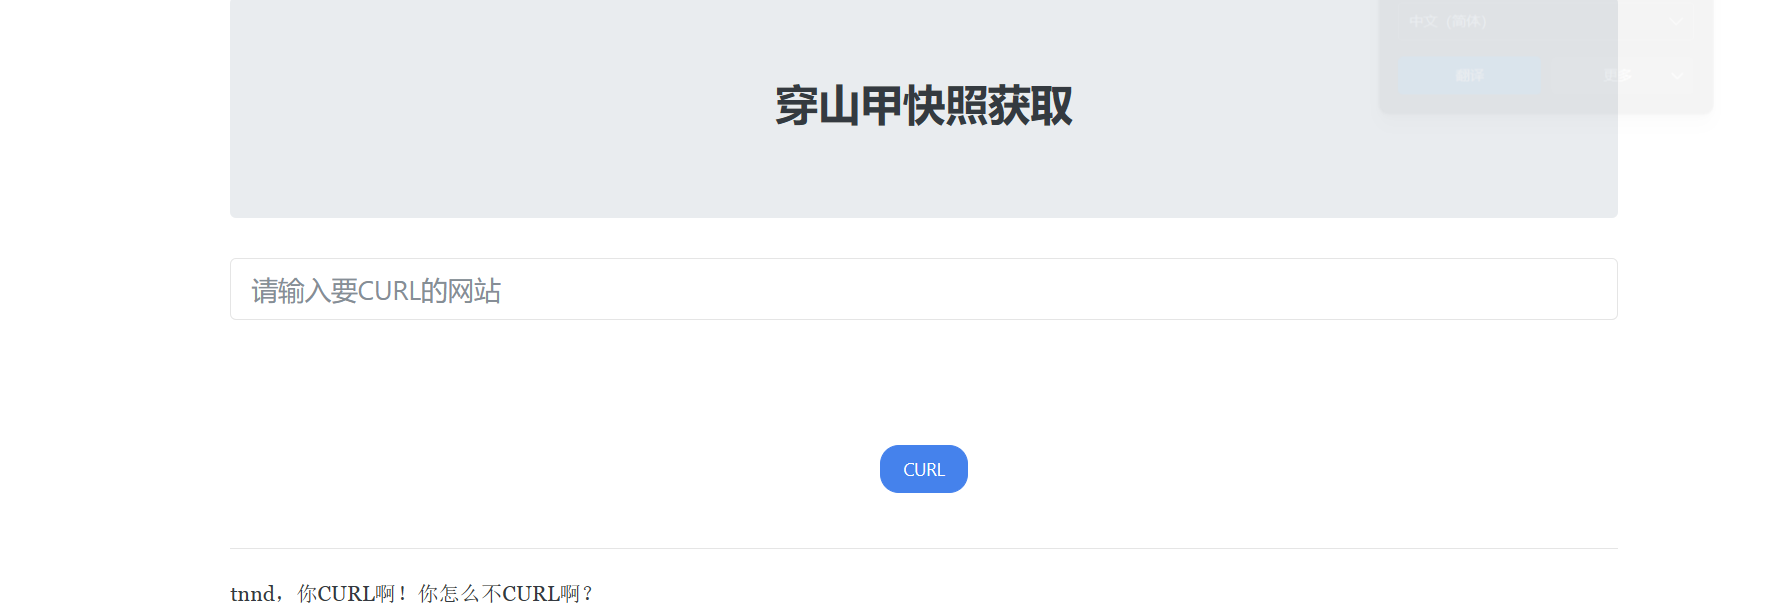 中文（简体）
翻译
更多
穿山甲快照获取
请输入要CURL的网站
CURL
tnnd，你CURL啊！你怎么不CURL啊？